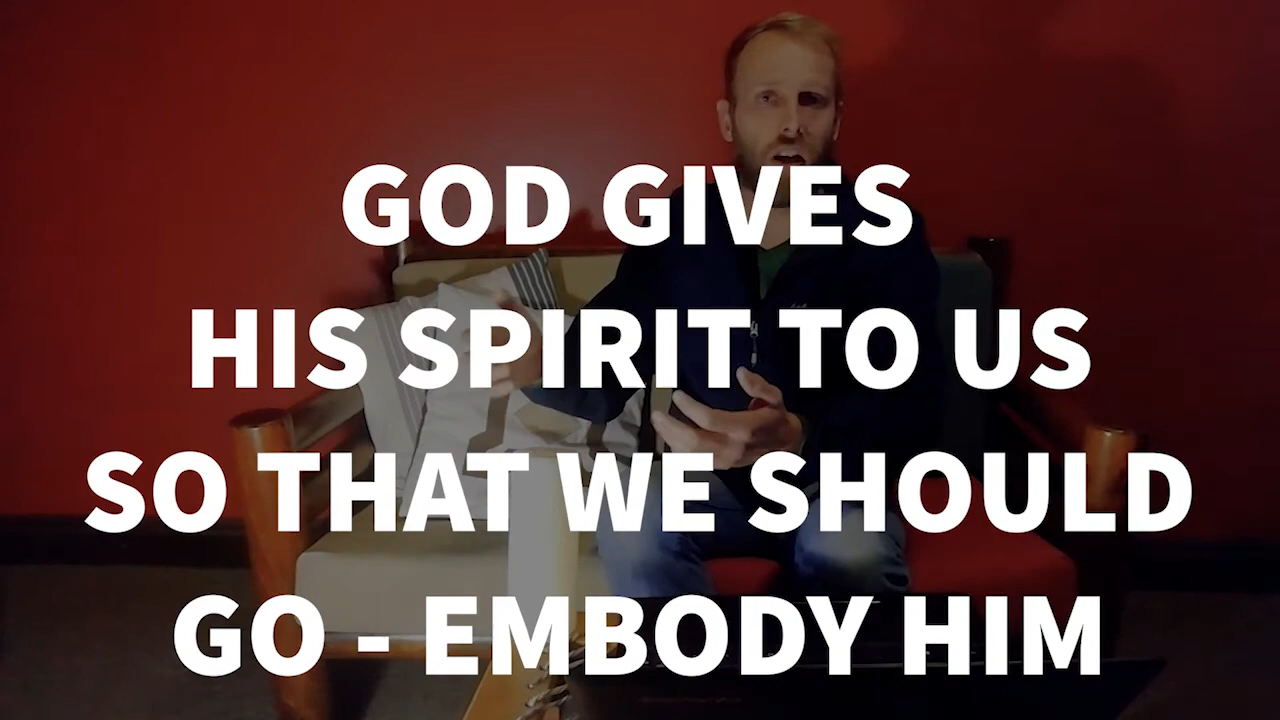 GOD GIVES
HIS SPIRIT TO US
SO THAT WE SHOULD
GO - EMBODY HIM